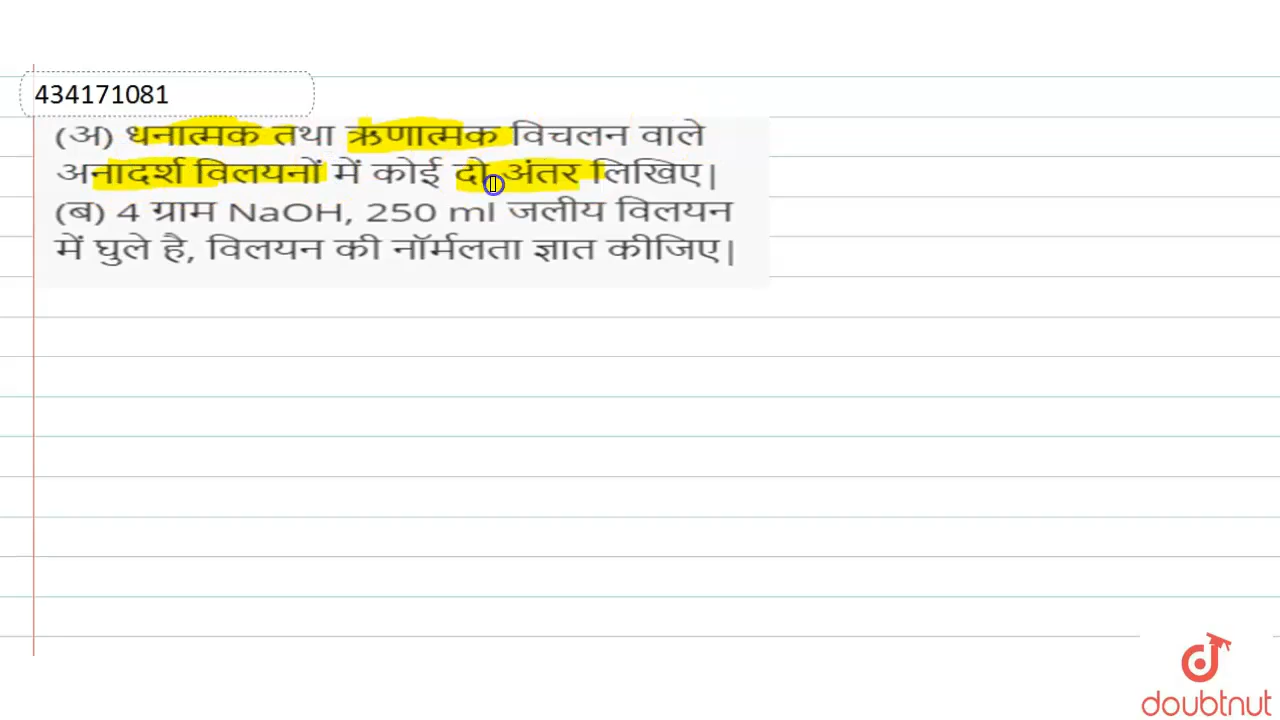 434171081
(अ) धनात्मक तथा ऋणात्मक विचलन वाले
अनादर्श विलयनों में कोई दो अंतर लिखिए|
(ब) 4 ग्राम NaOH, 250 ml जलीय विलयन
में घुले है, विलयन की नॉर्मलता ज्ञात कीजिए|
doubtnut